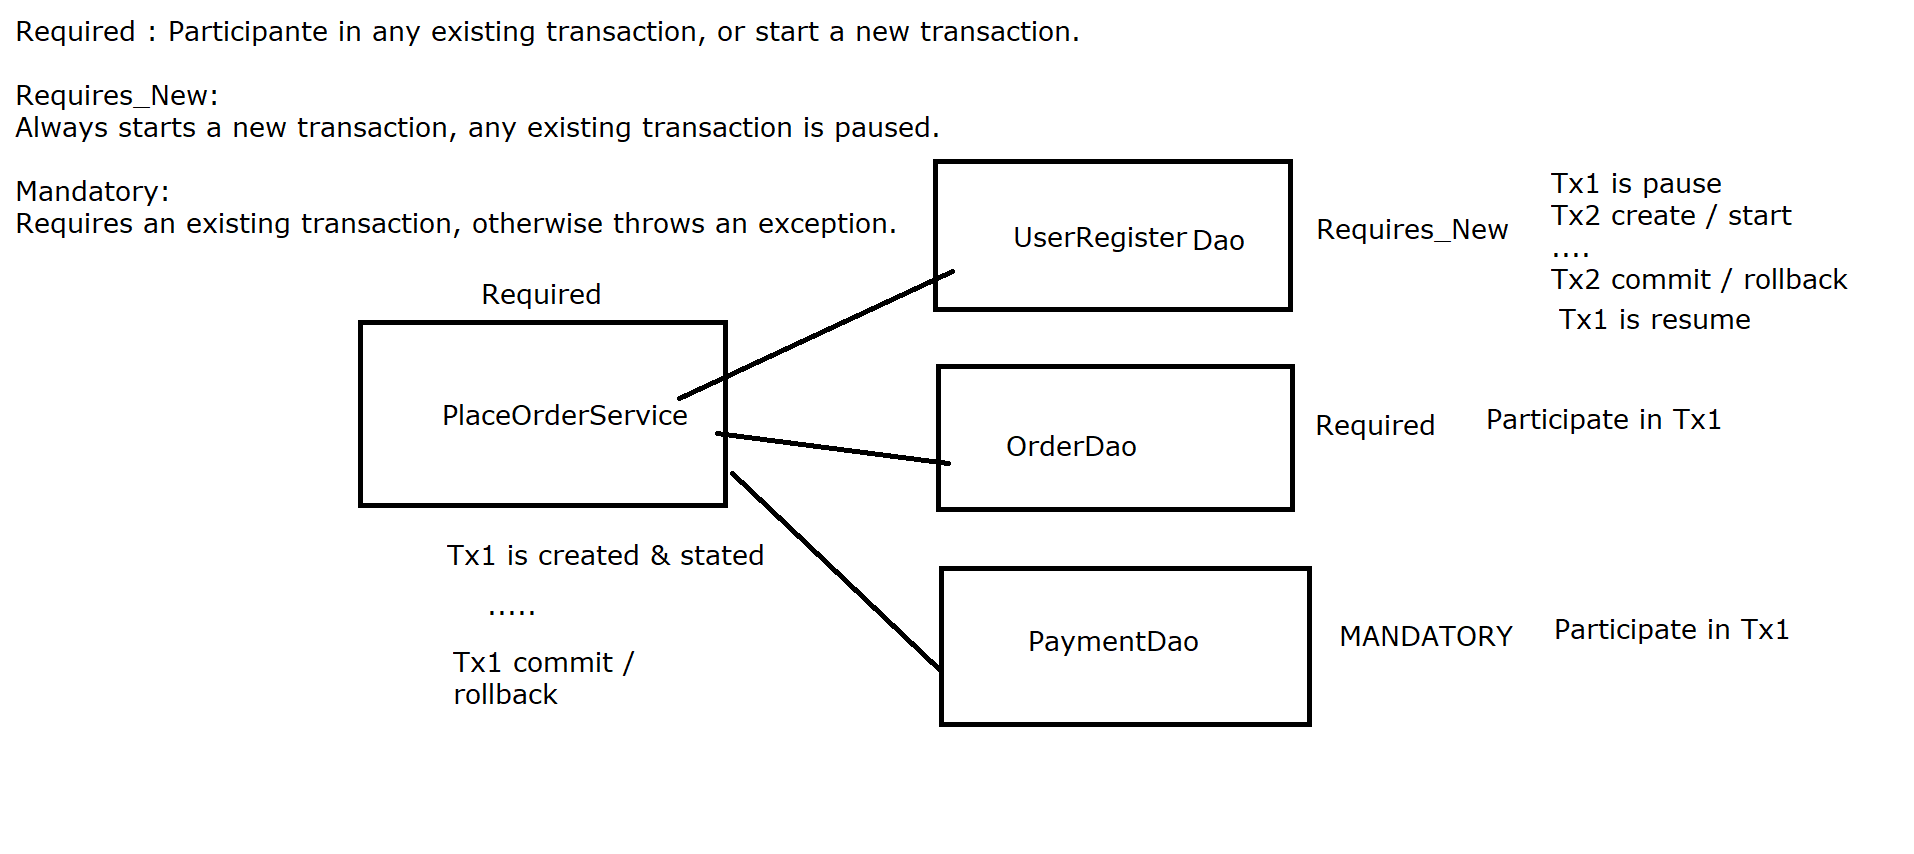 Required : Participante in any existing transaction, or start a new transaction.
Requires_New:
Always starts a new transaction, any existing transaction is paused.
Mandatory:
Requires an existing transaction, otherwise throws an exception.
Required
PlaceOrderService
Tx1 is created & stated
.....
Tx1 commit /
rollback
UserRegister Dao
Requires_New
Tx1 is pause
Tx2 create / start
....
Tx2 commit / rollback
Tx1 is resume
OrderDao
Required
Participate in Tx1
PaymentDao
MANDATORY
Participate in Tx1